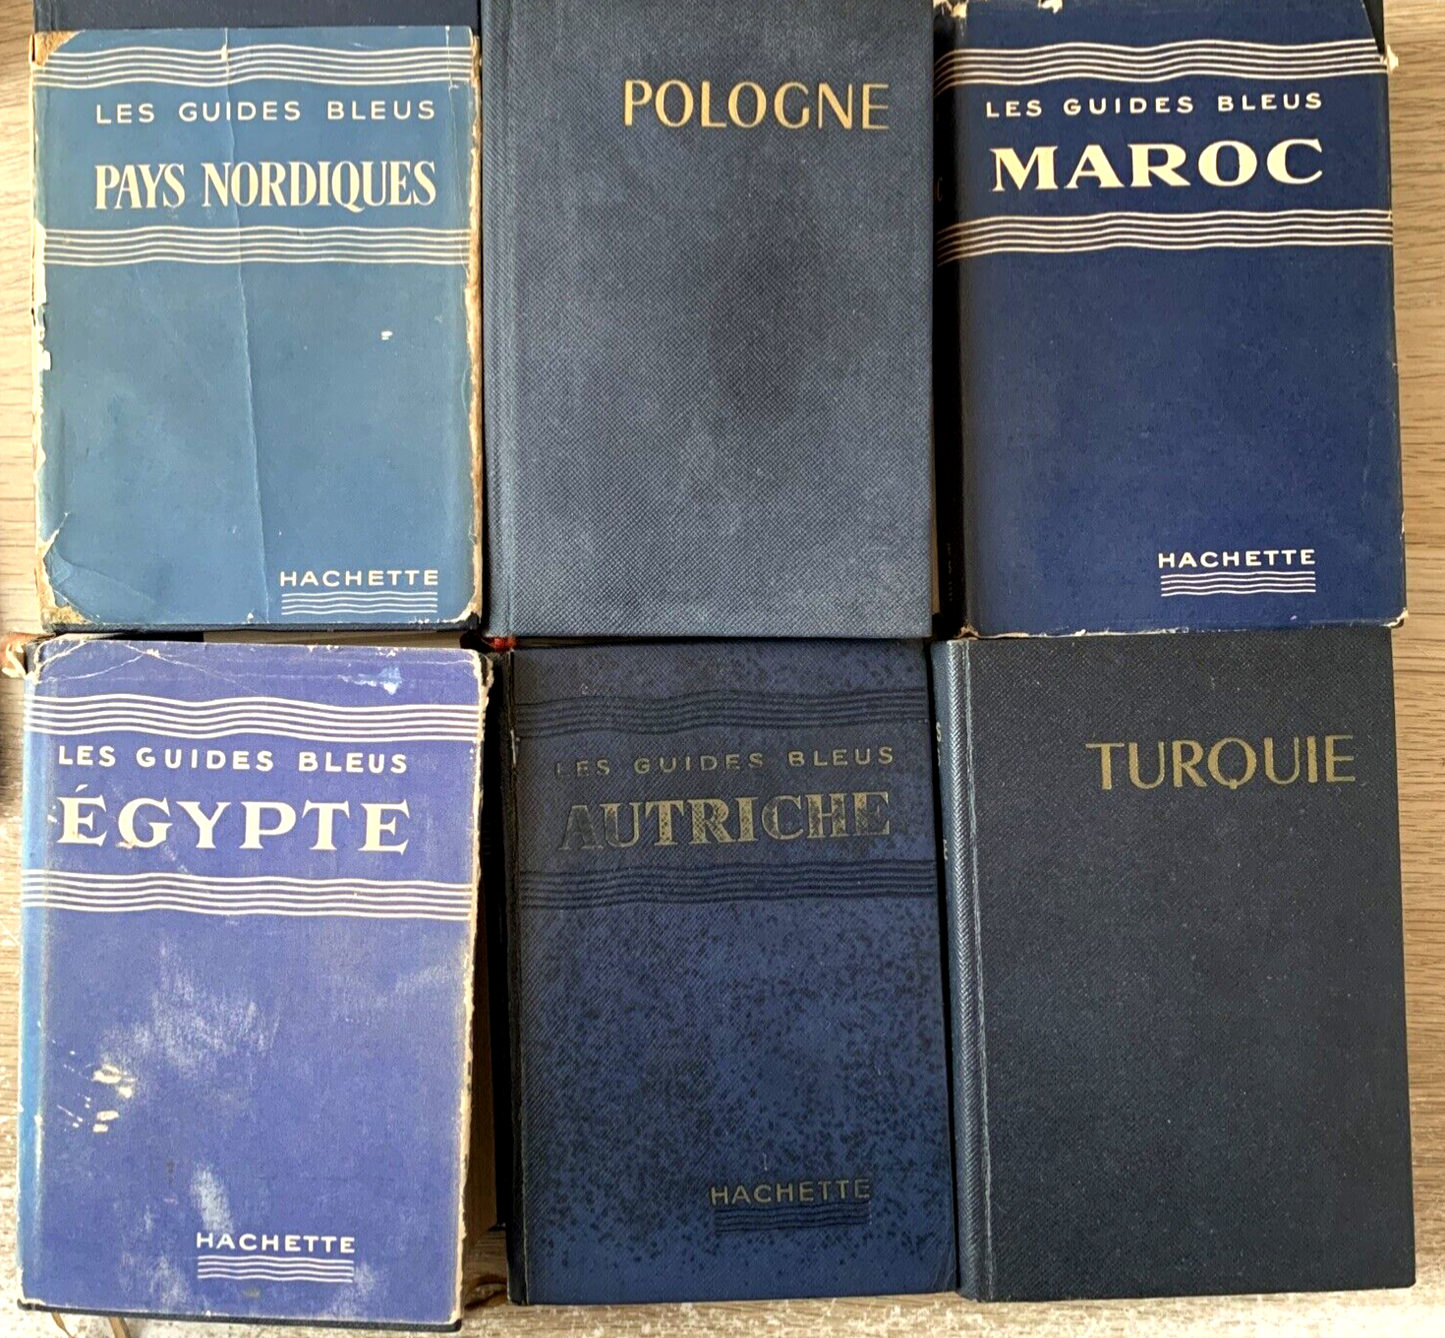 LES GUIDES BLEUS
PAYS NORDIQUES
HACHETTE
POLOGNE
LES GUIDES BLEUS
MAROC
HACHETTE
LES GUIDES BLEUS
ÉGYPTE
HACHETTE
LES GUIDES BLEUS
AUTRICHE
HACHETTE
TURQUIE